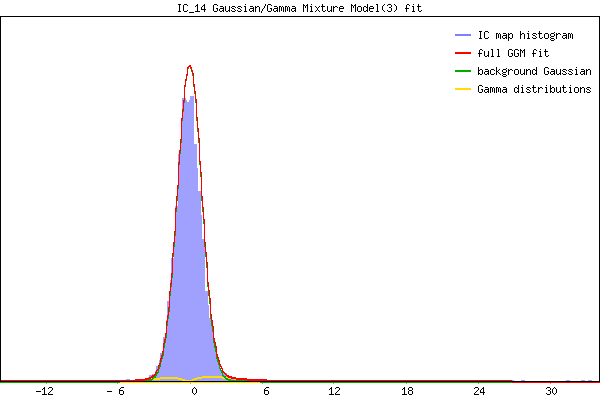 IC_14 Gaussian/Gamma Mixture Model(3) fit
IC map histogram
full GGM fit
background Gaussian
Gamma distributions
-12 -6 0 6 12 18 24 30